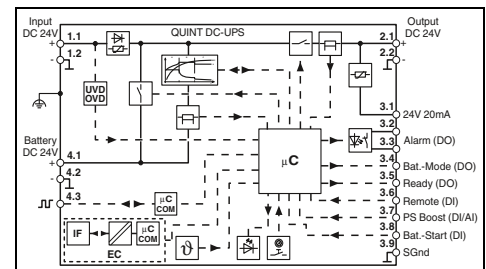 Input
DC 24V
1.1
+
1.2
-
QUINT DC-UPS
Output
DC 24V
2.1
+
2.2
-
UVD
OVD
3.1
24V 20mA
3.2
3.3
Alarm (DO)
Battery
DC 24V
4.1
+
4.2
-
4.3
µC
3.4
Bat.-Mode (DO)
3.5
Ready (DO)
3.6
Remote (DI)
3.7
PS Boost (DI/AI)
3.8
Bat.-Start (DI)
3.9
SGnd
µC
COM
IF
µC
COM
EC
ϑ